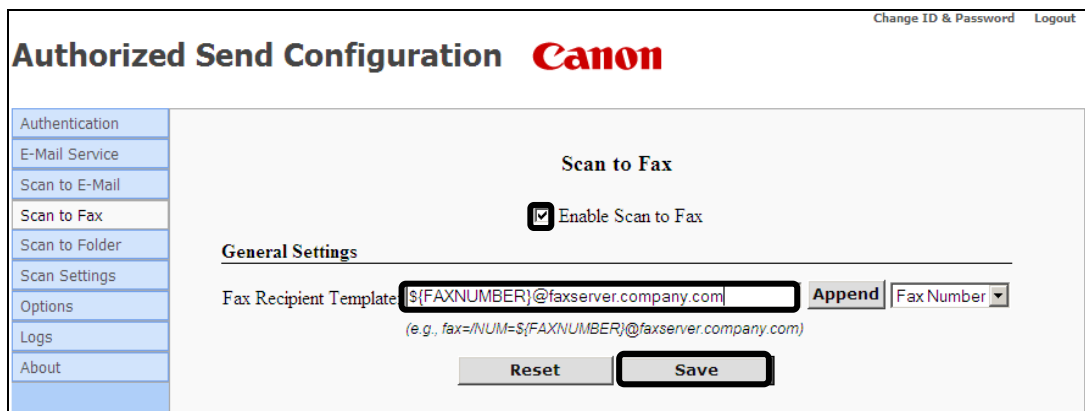 Change ID & Password Logout
Authorized Send Configuration Canon
Authentication
E-Mail Service
Scan to E-Mail
Scan to Fax
Scan to Folder
Scan Settings
Options
Logs
About
Scan to Fax
Enable Scan to Fax
General Settings
Fax Recipient Template: ${FAXNUMBER}@faxserver.company.com Append Fax Number
(e.g., fax=/NUM=${FAXNUMBER}@faxserver.company.com)
Reset Save